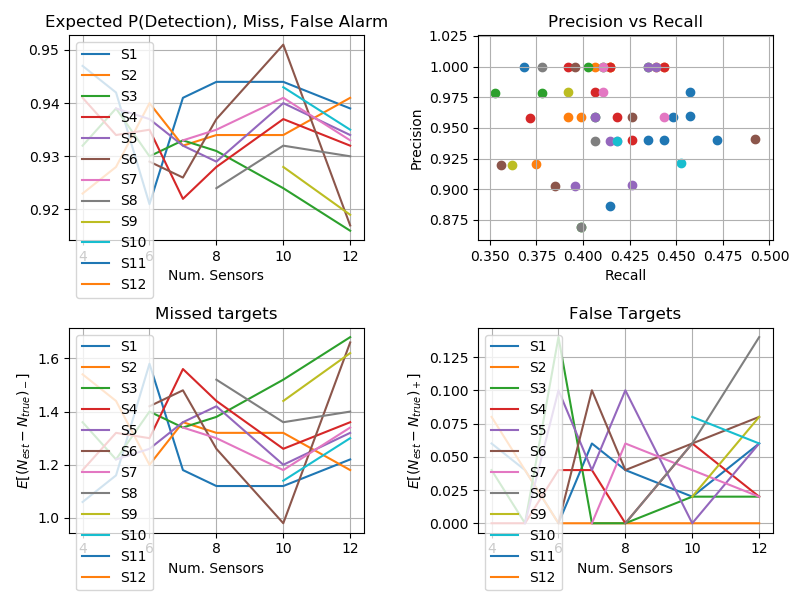 Expected P(Detection), Miss, False Alarm
0.95
0.94
0.93
0.92
4
6
8
10
12
Num. Sensors
S1
S2
S3
S4
S5
S6
S7
S8
S9
S10
S11
S12
Precision vs Recall
Precision
1.025
1.000
0.975
0.950
0.925
0.900
0.875
0.350
0.375
0.400
0.425
0.450
0.475
0.500
Recall
Missed targets
E[(N_est − N_true)_−]
1.6
1.4
1.2
1.0
4
6
8
10
12
Num. Sensors
S1
S2
S3
S4
S5
S6
S7
S8
S9
S10
S11
S12
False Targets
E[(N_est − N_true)_+]
0.125
0.100
0.075
0.050
0.025
0.000
4
6
8
10
12
Num. Sensors
S1
S2
S3
S4
S5
S6
S7
S8
S9
S10
S11
S12